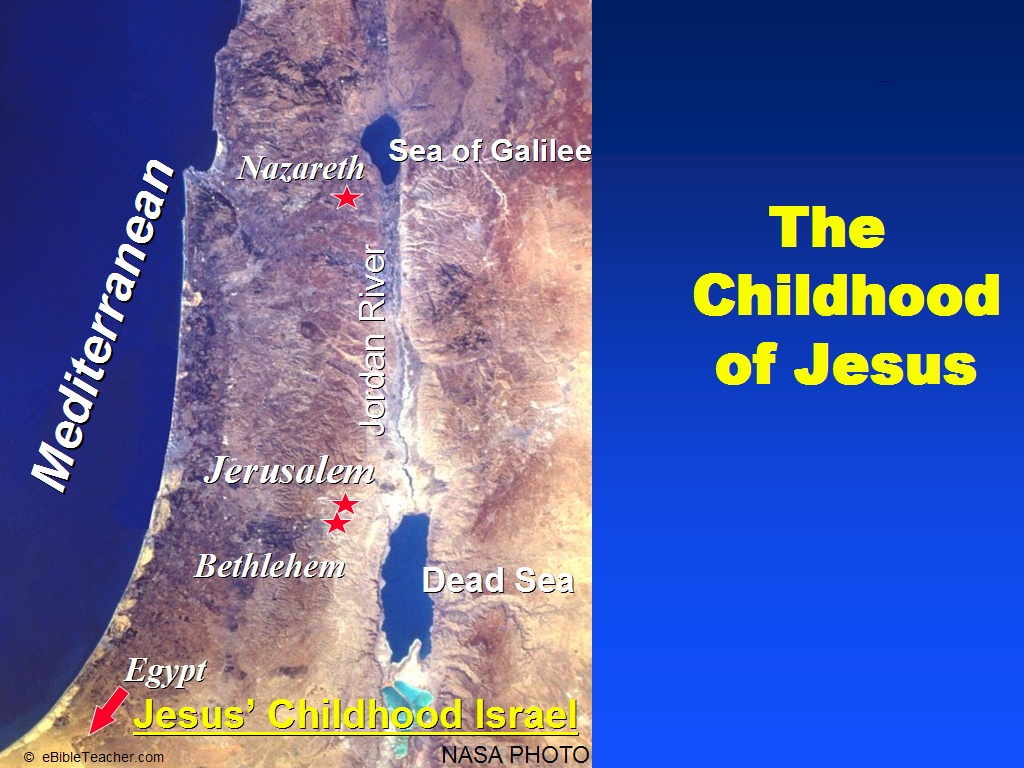 Mediterranean
Nazareth
Sea of Galilee
Jordan River
Jerusalem
Bethlehem
Dead Sea
Egypt
Jesus’ Childhood Israel
© eBibleTeacher.com
NASA PHOTO
The
Childhood
of Jesus